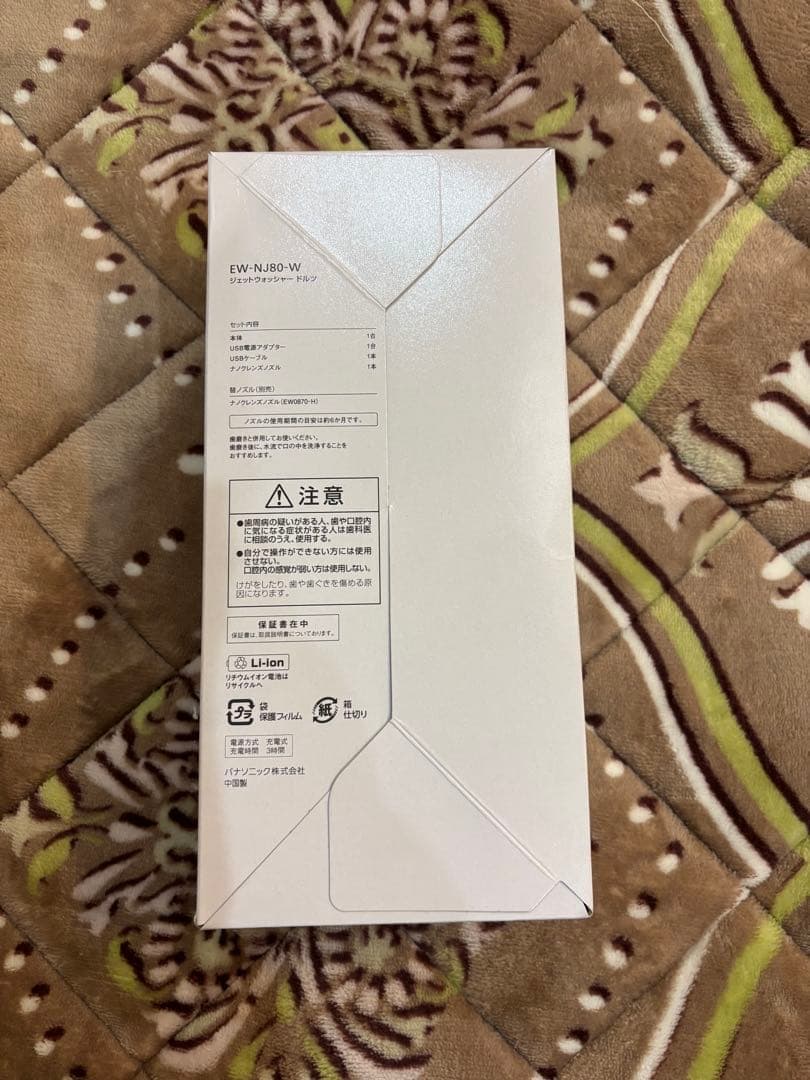 EW-NJ80-W
ジェットウォッシャー ドルツ
セット内容
本体 1台
USB電源アダプター 1台
USBケーブル 1本
ナノクレンズノズル 1本
替ノズル(別売)
ナノクレンズノズル(EW0870-H)
ノズルの使用期間の目安は約6か月です。
歯磨きと併用してお使いください。
歯磨き後に、水流で口の中を洗浄することを
おすすめします。
注意
●歯周病の疑いがある人、歯や口腔内
に気になる症状がある人は歯科医
に相談のうえ、使用する。
●自分で操作ができない方には使用
させない。
口腔内の感覚が弱い方は使用しない。
けがをしたり、歯や歯ぐきを傷める原
因になります。
保証書在中
保証書は、取扱説明書についております。
Li-ion
リチウムイオン電池は
リサイクルへ
プラ 袋
保護フィルム
紙 箱
仕切り
電源方式 充電式
充電時間 3時間
パナソニック株式会社
中国製